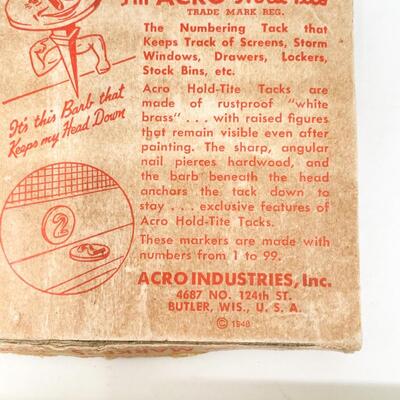 I'm ACRO Hold-Tite
TRADE MARK REG.
The Numbering Tack that
Keeps Track of Screens, Storm
Windows, Drawers, Lockers,
Stock Bins, etc.
It's this Barb that
Keeps my Head Down
Acro Hold-Tite Tacks are
made of rustproof "white
brass" . . . with raised figures
that remain visible even after
painting. The sharp, angular
nail pierces hardwood, and
the barb beneath the head
anchors the tack down to
stay . . . exclusive features of
Acro Hold-Tite Tacks.
These markers are made with
numbers from 1 to 99.
2
ACRO INDUSTRIES, Inc.
4687 NO. 124th ST.
BUTLER, WIS., U. S. A.
© 1948